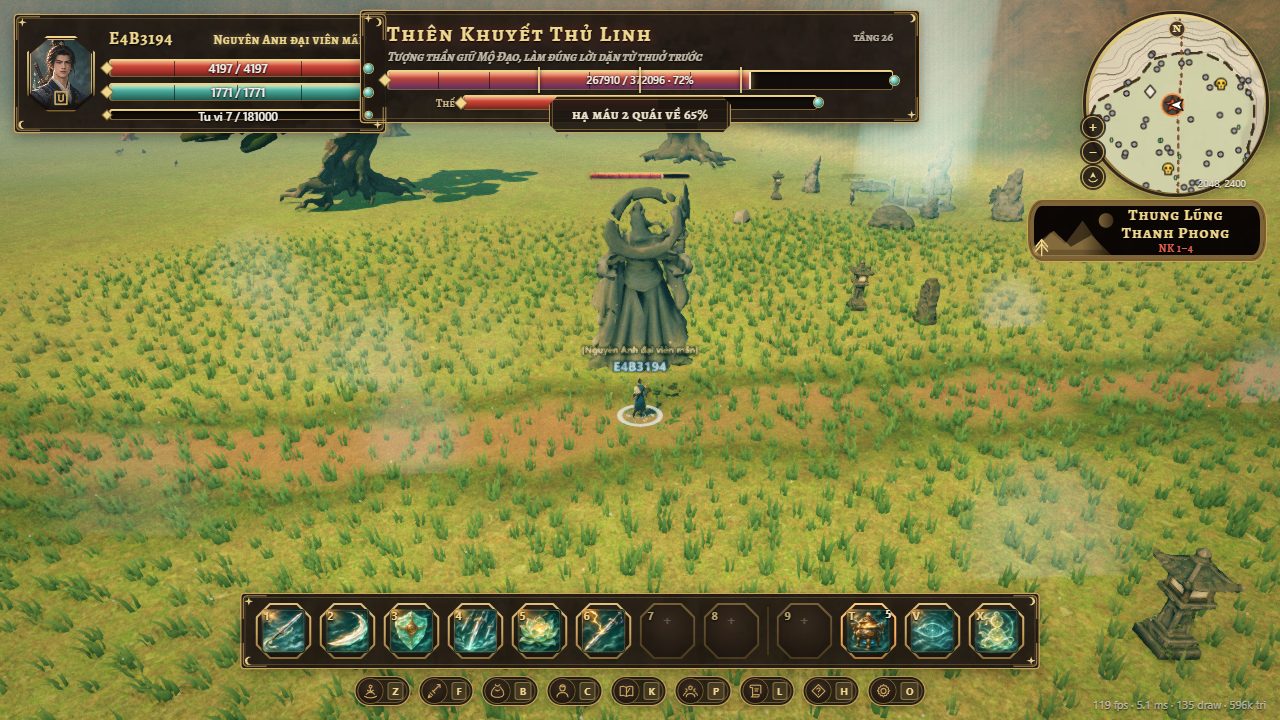 E4B3194
Nguyên Anh đại viên mã
4197 / 4197
1771 / 1771
Tu vi 7 / 181000
U
Thiên Khuyết Thủ Linh
Tầng 26
Tượng thần giữ Mộ Đạo, làm đúng lời dặn từ thuở trước
267910 / 372096 · 72%
Thế
Hạ máu 2 quái về 65%
N
+
−
2048, 2400
Thung Lũng
Thanh Phong
NK 1–4
[Nguyên Anh đại viên mãn]
E4B3194
1 2 3 4 5 6 7 8 9 T 5 V X
Z F B C K P L H O
119 fps · 5.1 ms · 135 draw · 596k tri